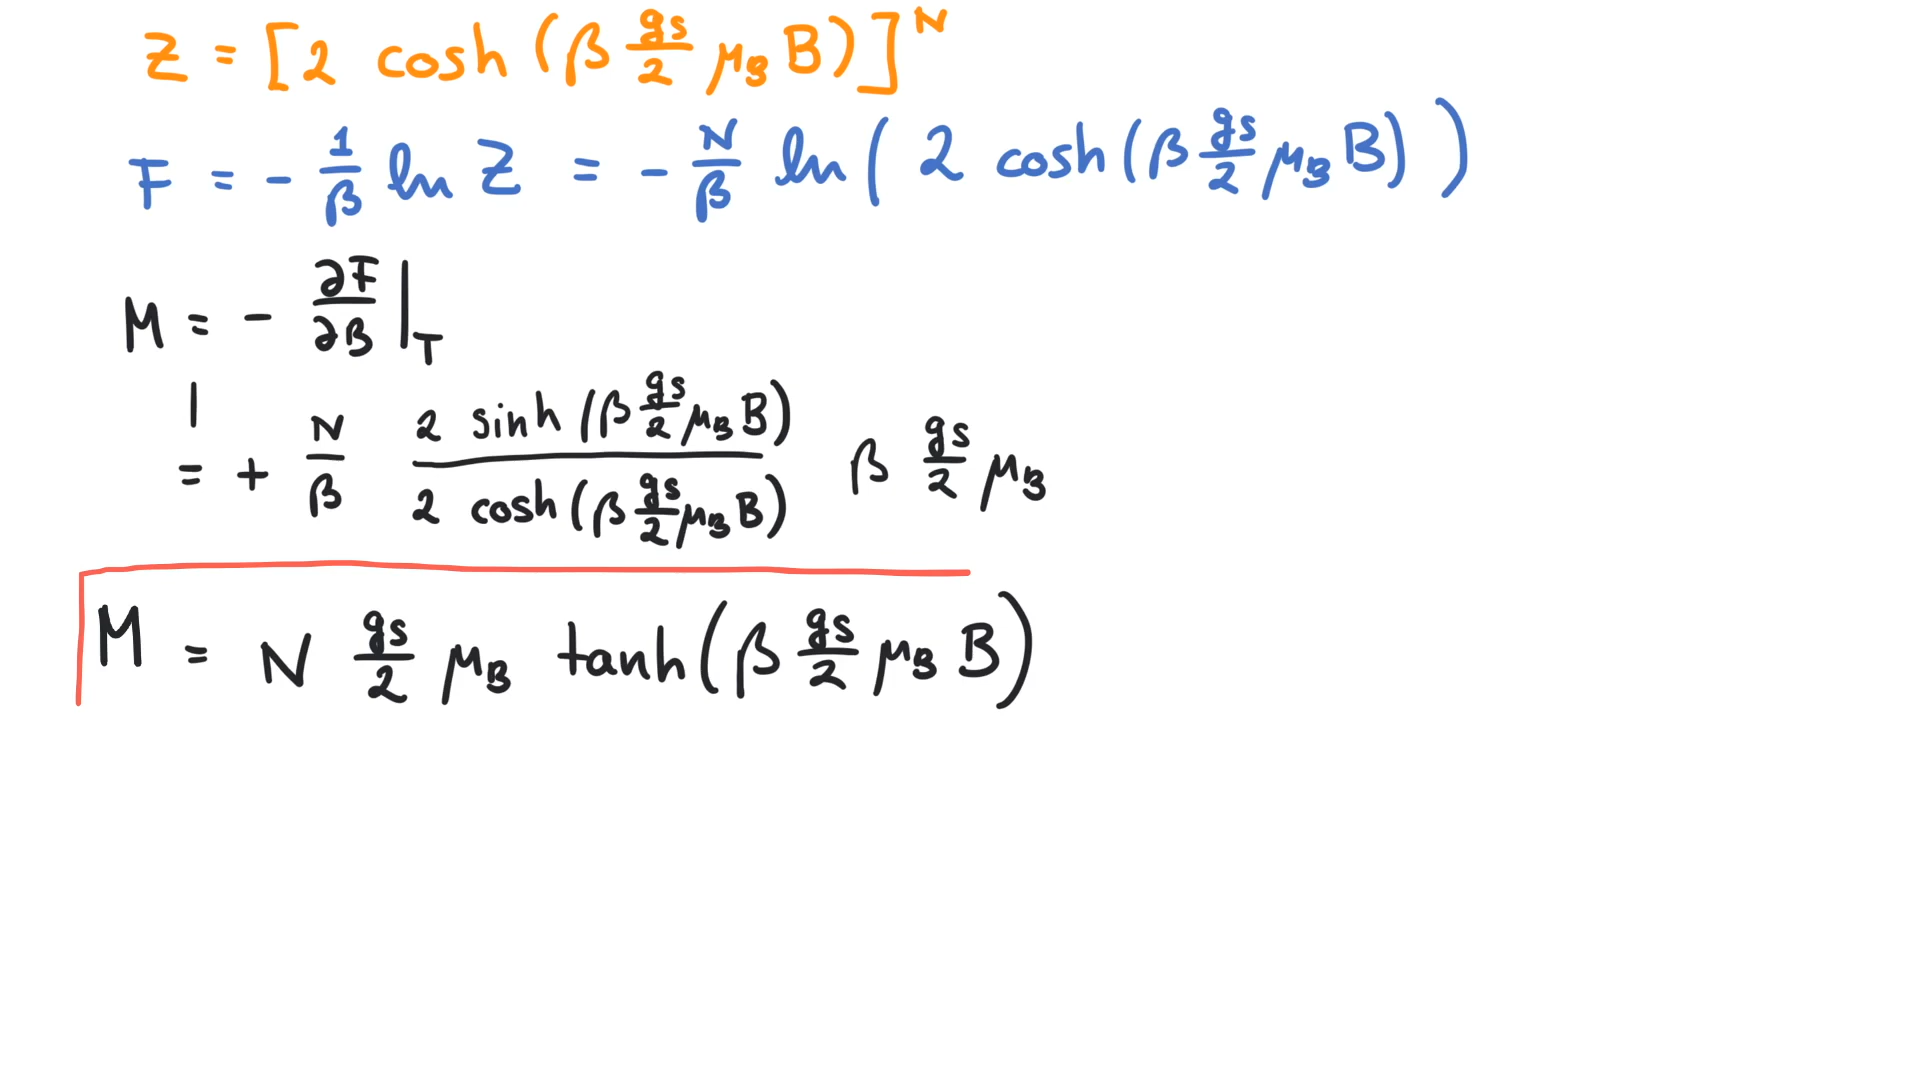 Z = [2 cosh (β gs/2 μB B)]^N
F = - 1/β ln Z = - N/β ln( 2 cosh(β gs/2 μB B) )
M = - ∂F/∂B |T
= + N/β 2 sinh(β gs/2 μB B) / 2 cosh(β gs/2 μB B) β gs/2 μB
M = N gs/2 μB tanh(β gs/2 μB B)